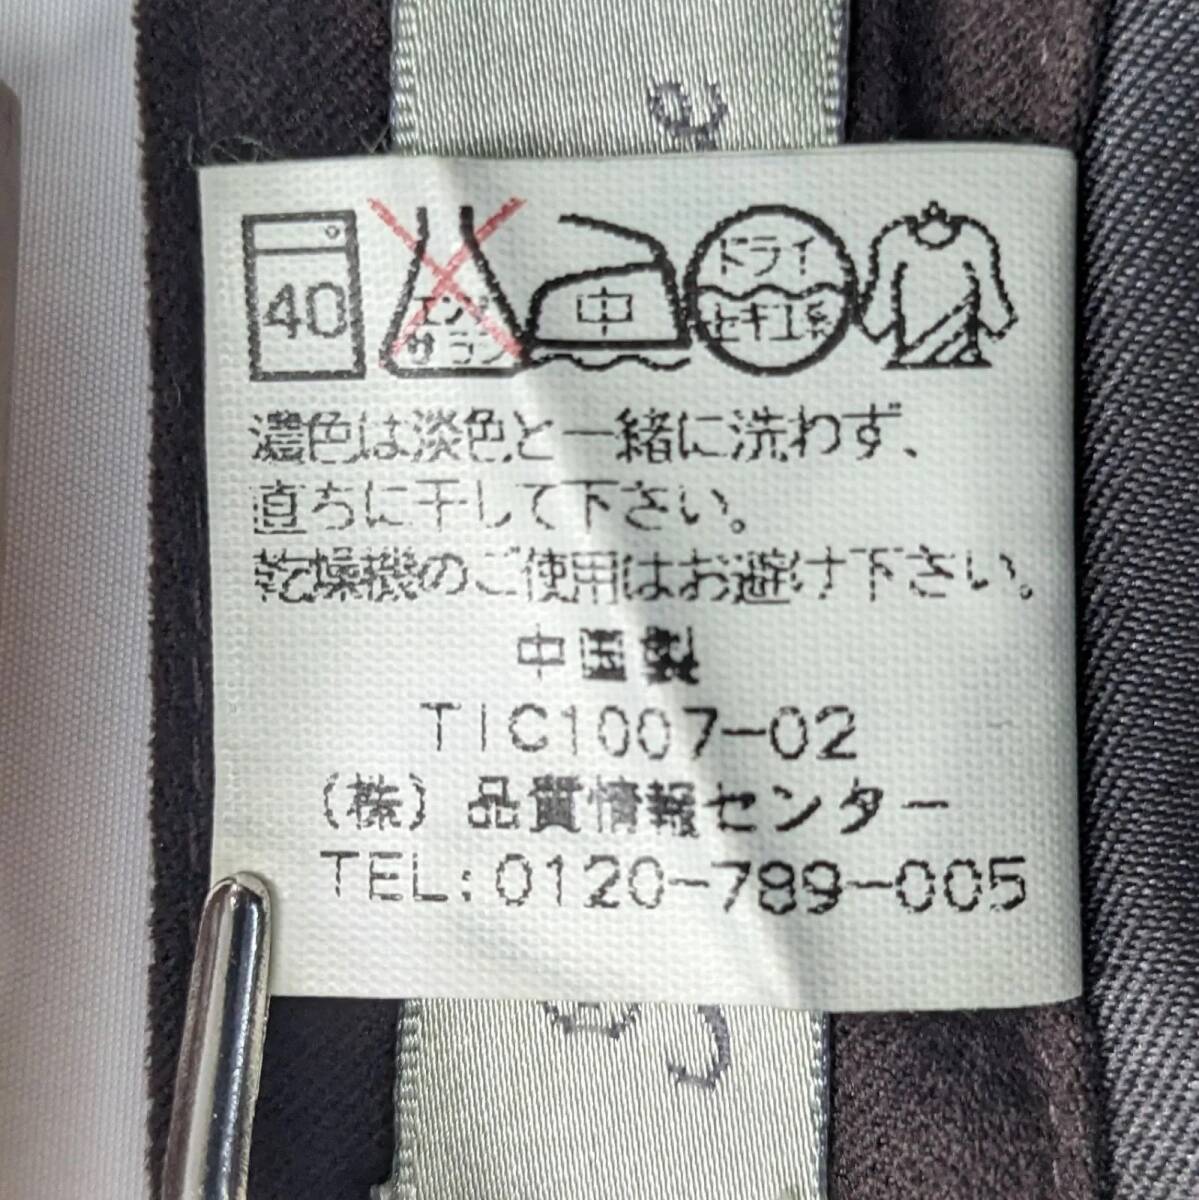 e
40
エンソ
サラシ
中
ドライ
セキユ系
濃色は淡色と一緒に洗わず、
直ちに干して下さい。
乾燥機のご使用はお避け下さい。
中国製
TIC1007-02
(株) 品質情報センター
TEL:0120-789-005